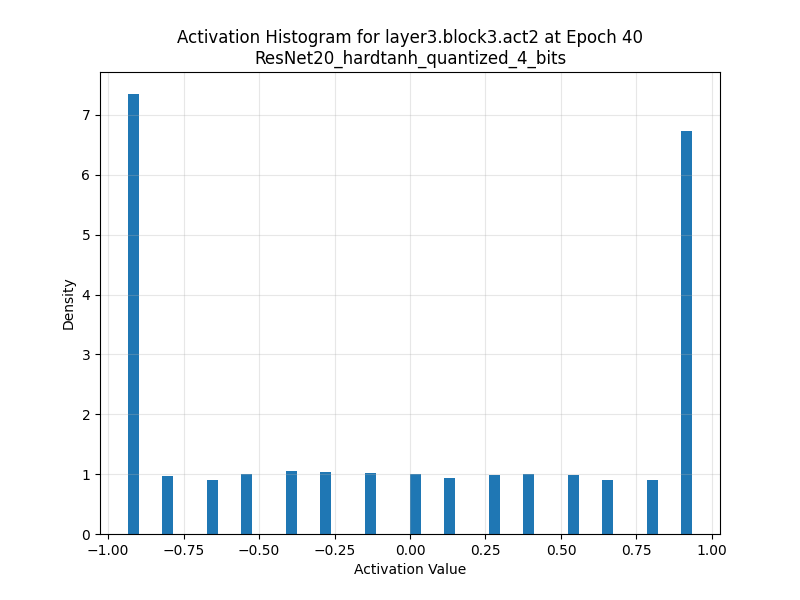 Activation Histogram for layer3.block3.act2 at Epoch 40
ResNet20_hardtanh_quantized_4_bits
Density
7
6
5
4
3
2
1
0
−1.00 −0.75 −0.50 −0.25 0.00 0.25 0.50 0.75 1.00
Activation Value